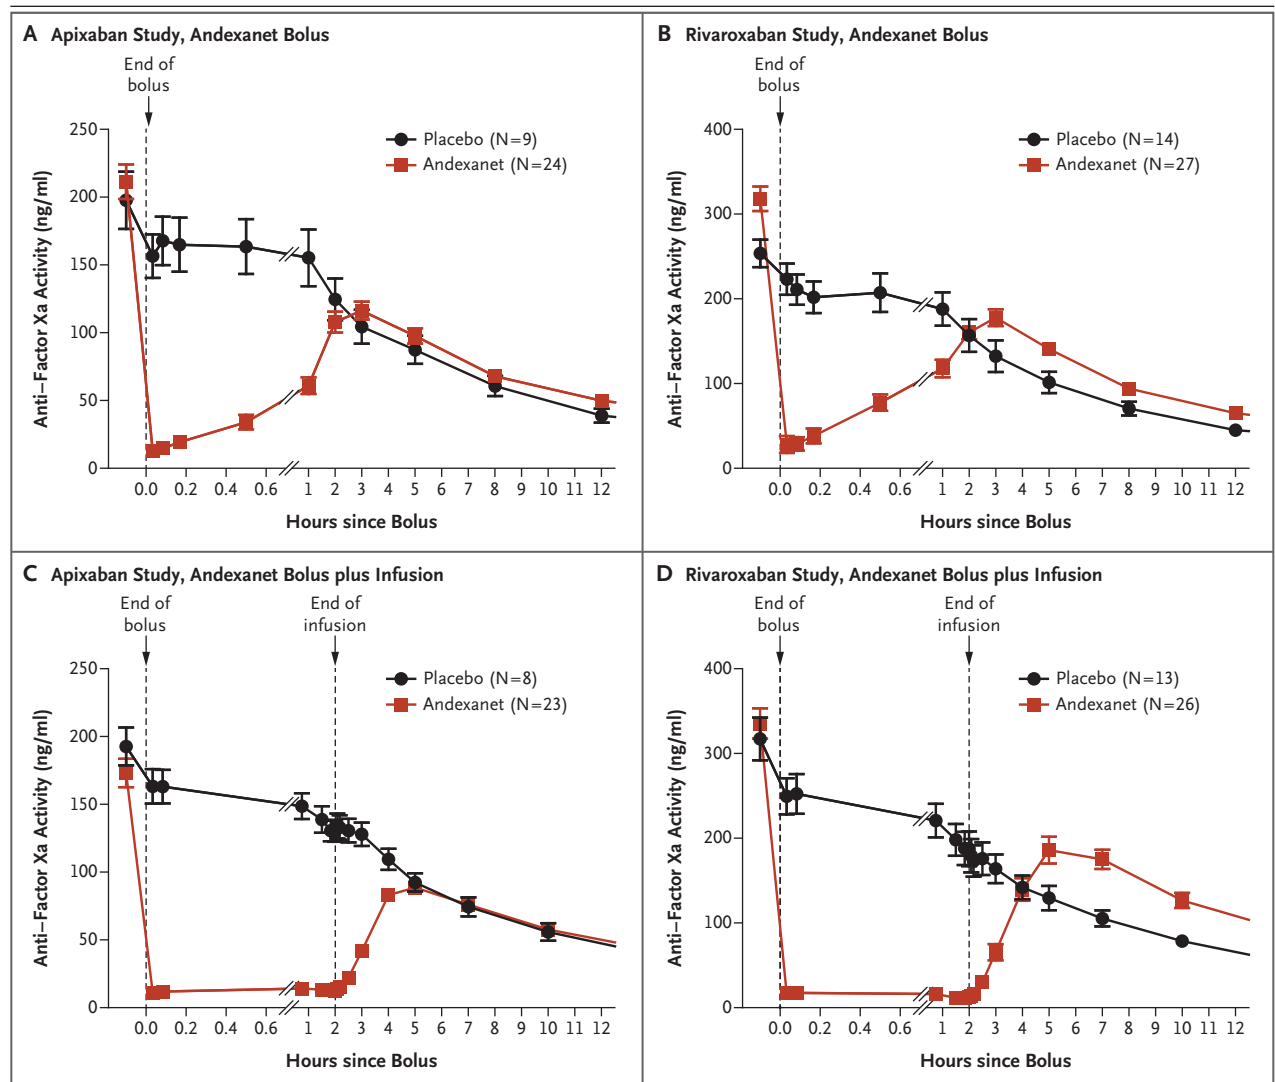 A Apixaban Study, Andexanet Bolus
End of
bolus
Anti–Factor Xa Activity (ng/ml)
250
200
150
100
50
0
Placebo (N=9)
Andexanet (N=24)
0.0 0.2 0.4 0.6 1 2 3 4 5 6 7 8 9 10 11 12
Hours since Bolus
B Rivaroxaban Study, Andexanet Bolus
End of
bolus
Anti–Factor Xa Activity (ng/ml)
400
300
200
100
0
Placebo (N=14)
Andexanet (N=27)
0.0 0.2 0.4 0.6 1 2 3 4 5 6 7 8 9 10 11 12
Hours since Bolus
C Apixaban Study, Andexanet Bolus plus Infusion
End of
bolus
End of
infusion
Anti–Factor Xa Activity (ng/ml)
250
200
150
100
50
0
Placebo (N=8)
Andexanet (N=23)
0.0 0.2 0.4 0.6 1 2 3 4 5 6 7 8 9 10 11 12
Hours since Bolus
D Rivaroxaban Study, Andexanet Bolus plus Infusion
End of
bolus
End of
infusion
Anti–Factor Xa Activity (ng/ml)
400
300
200
100
0
Placebo (N=13)
Andexanet (N=26)
0.0 0.2 0.4 0.6 1 2 3 4 5 6 7 8 9 10 11 12
Hours since Bolus